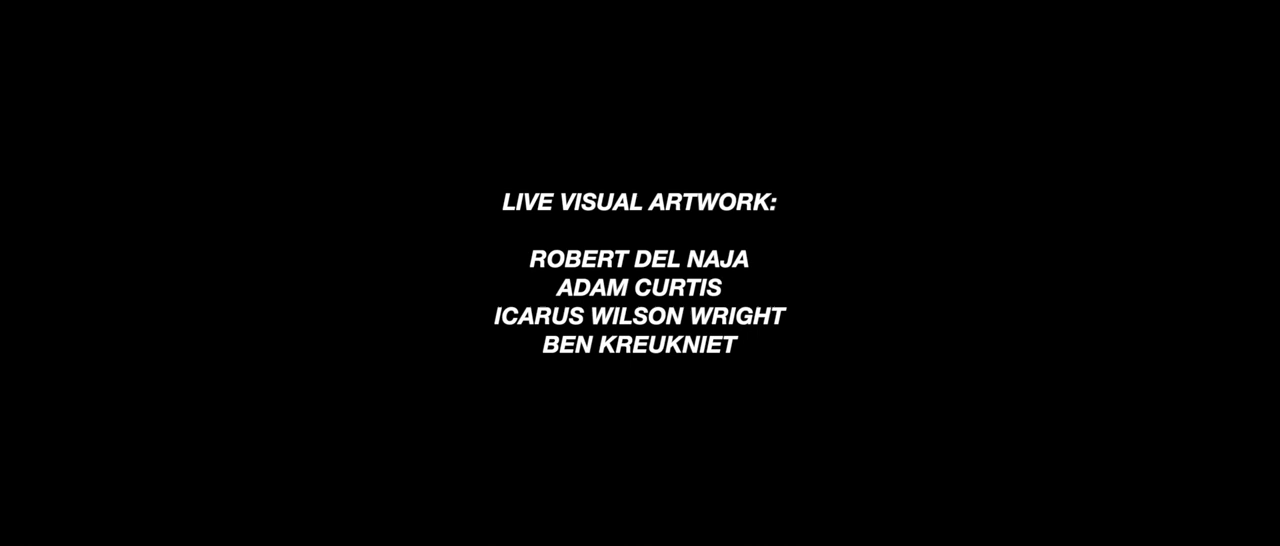 LIVE VISUAL ARTWORK:
ROBERT DEL NAJA
ADAM CURTIS
ICARUS WILSON WRIGHT
BEN KREUKNIET